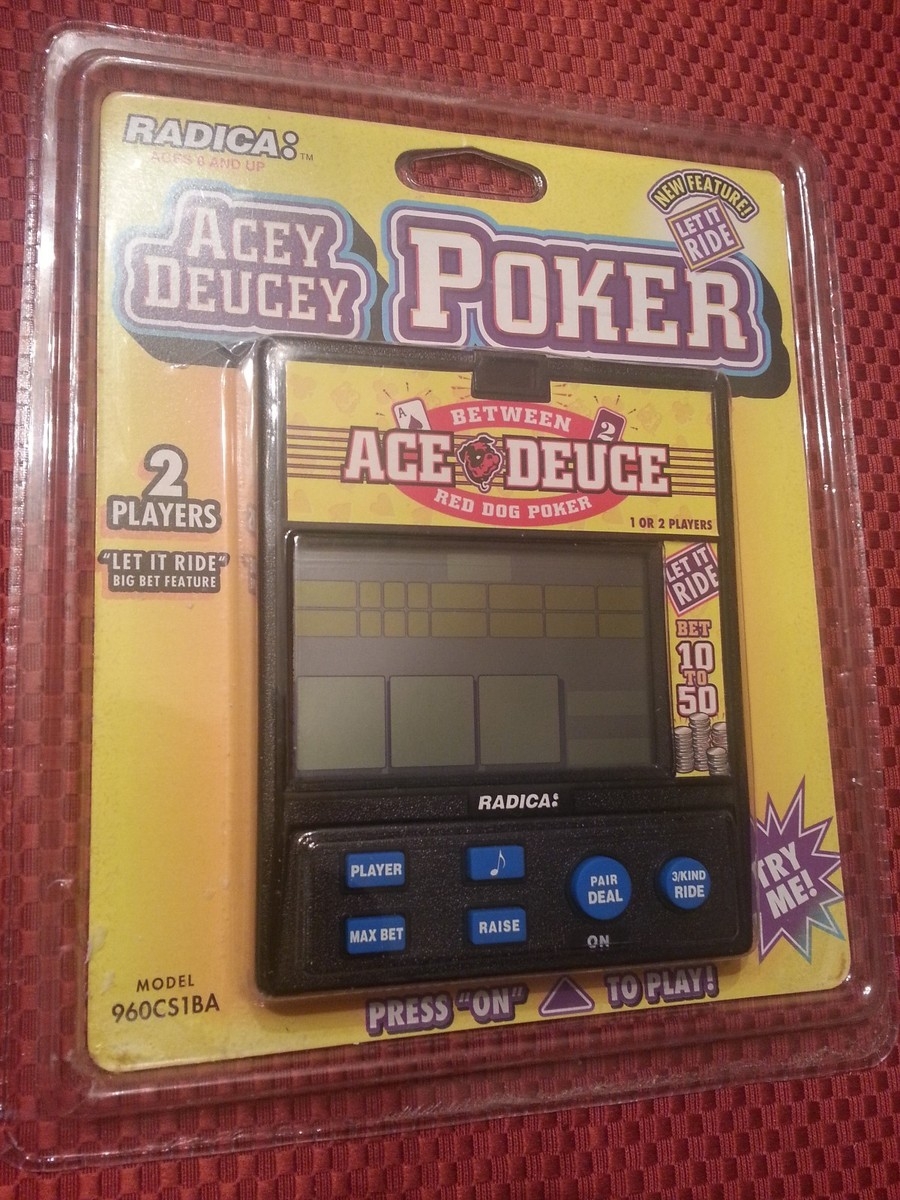 RADICA:™
AGES 8 AND UP
NEW FEATURE!
LET IT
RIDE
ACEY
DEUCEY
POKER
A
BETWEEN
2
ACE DEUCE
RED DOG POKER
1 OR 2 PLAYERS
2
PLAYERS
"LET IT RIDE"
BIG BET FEATURE
LET IT
RIDE
BET
10
TO
50
RADICA:
PLAYER
♪
PAIR
DEAL
3/KIND
RIDE
MAX BET
RAISE
ON
TRY
ME!
MODEL
960CS1BA
PRESS "ON" TO PLAY!